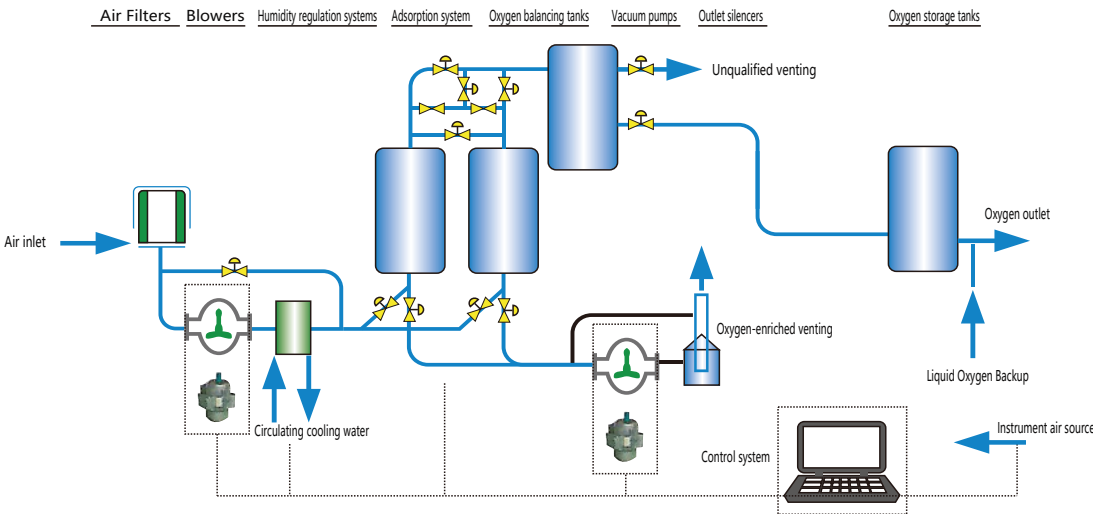 Air Filters
Blowers
Humidity regulation systems
Adsorption system
Oxygen balancing tanks
Vacuum pumps
Outlet silencers
Oxygen storage tanks
Unqualified venting
Air inlet
Oxygen outlet
Oxygen-enriched venting
Liquid Oxygen Backup
Circulating cooling water
Instrument air source
Control system